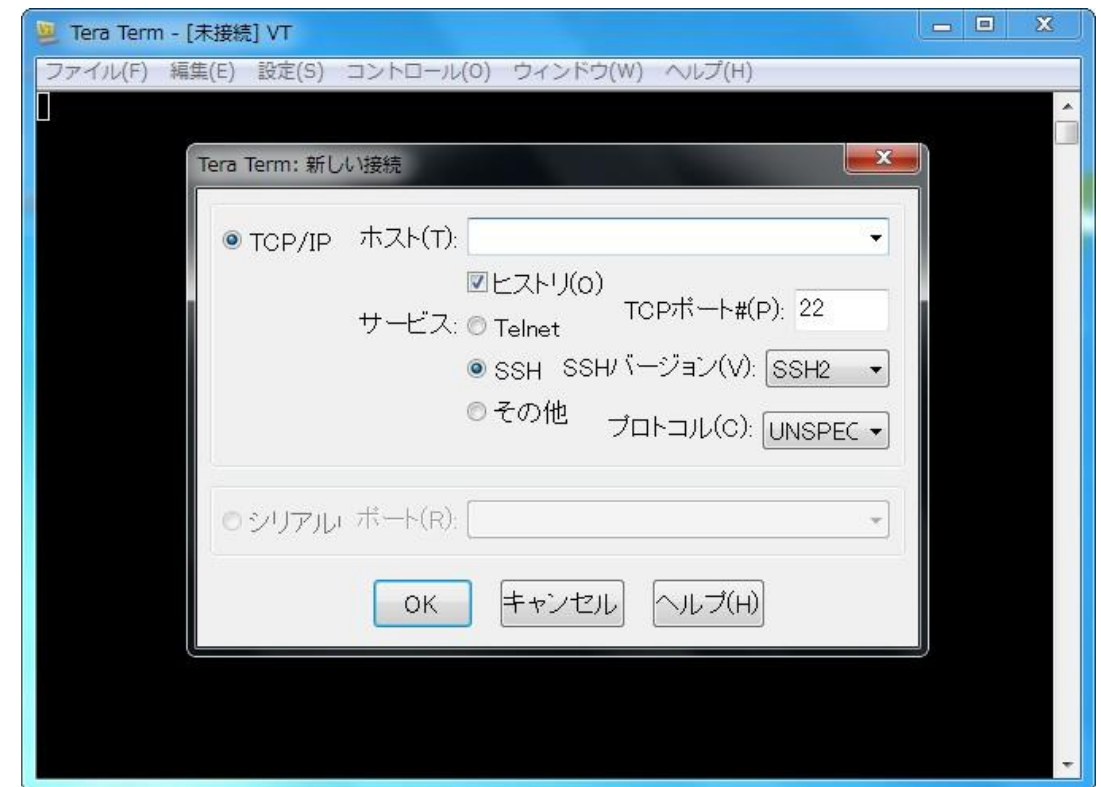 Tera Term - [未接続] VT
ファイル(F) 編集(E) 設定(S) コントロール(O) ウィンドウ(W) ヘルプ(H)
Tera Term: 新しい接続
TCP/IP ホスト(T):
ヒストリ(O)
サービス: Telnet TCPポート#(P): 22
SSH SSHバージョン(V): SSH2
その他 プロトコル(C): UNSPEC
シリアル ポート(R):
OK キャンセル ヘルプ(H)